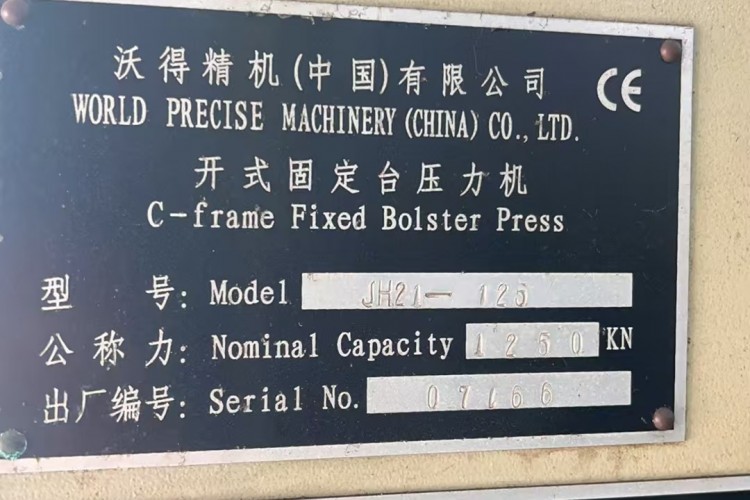 沃得精机(中国)有限公司
CE
WORLD PRECISE MACHINERY (CHINA) CO., LTD.
开式固定台压力机
C-frame Fixed Bolster Press
型 号: Model JH21— 125
公 称 力: Nominal Capacity 1250 KN
出厂编号: Serial No. 07166